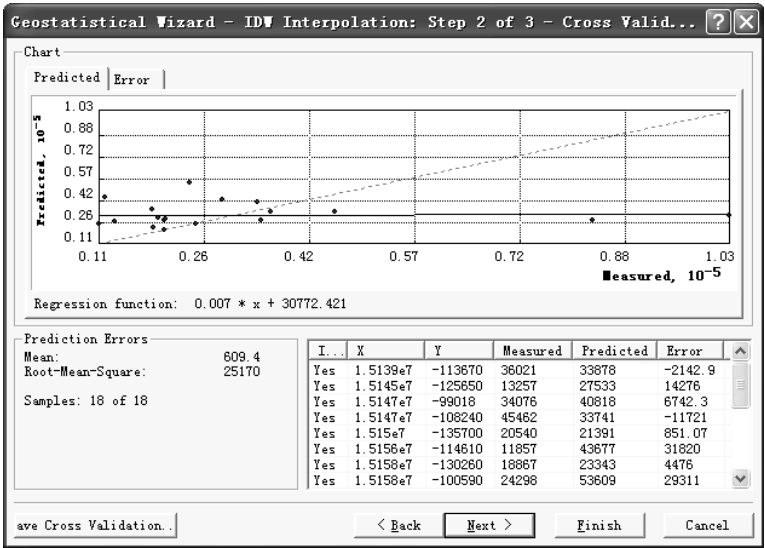 Geostatistical Wizard - IDW Interpolation: Step 2 of 3 - Cross Valid...
Chart
Predicted Error
Predicted, 10^-5
1.03
0.88
0.72
0.57
0.42
0.26
0.11
0.11 0.26 0.42 0.57 0.72 0.88 1.03
Measured, 10^-5
Regression function: 0.007 * x + 30772.421
Prediction Errors
Mean: 609.4
Root-Mean-Square: 25170
Samples: 18 of 18
I... X Y Measured Predicted Error
Yes 1.5139e7 -113670 36021 33878 -2142.9
Yes 1.5145e7 -125650 13257 27533 14276
Yes 1.5147e7 -99018 34076 40818 6742.3
Yes 1.5147e7 -108240 45462 33741 -11721
Yes 1.515e7 -135700 20540 21391 851.07
Yes 1.5156e7 -114610 11857 43677 31820
Yes 1.5158e7 -130260 18867 23343 4476
Yes 1.5158e7 -100590 24298 53609 29311
ave Cross Validation.. < Back Next > Finish Cancel